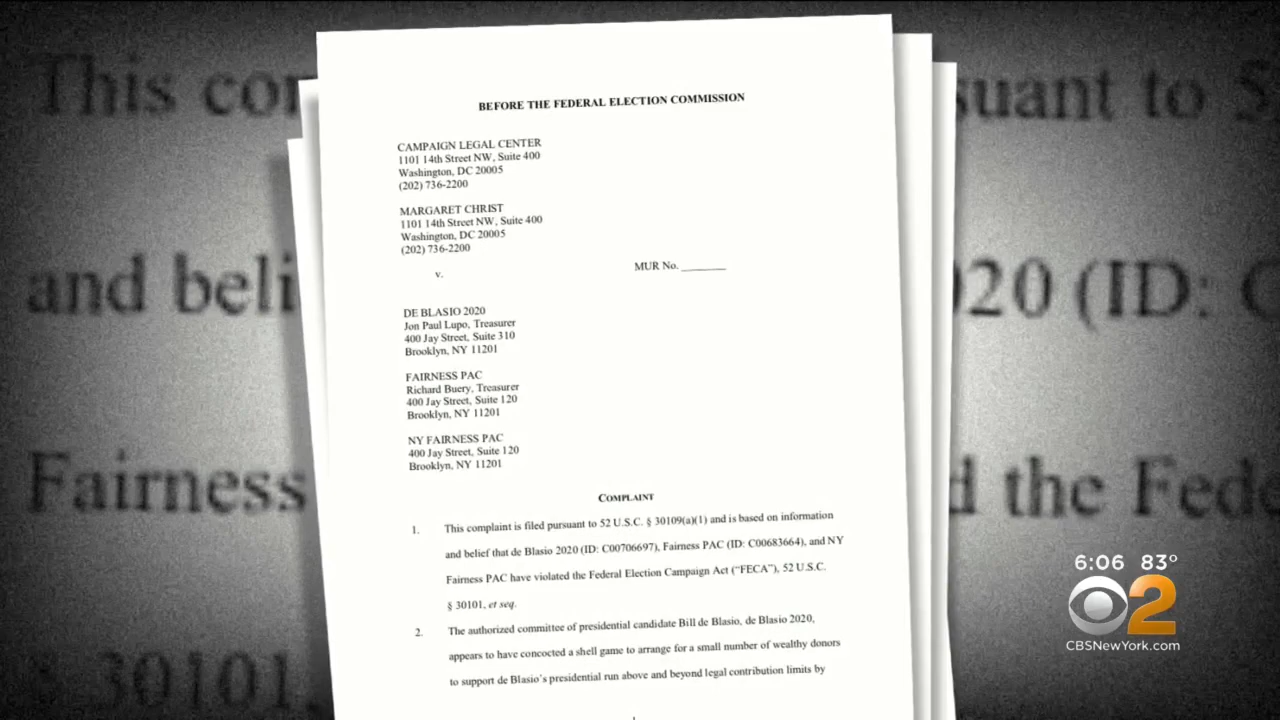 BEFORE THE FEDERAL ELECTION COMMISSION
CAMPAIGN LEGAL CENTER
1101 14th Street NW, Suite 400
Washington, DC 20005
(202) 736-2200
MARGARET CHRIST
1101 14th Street NW, Suite 400
Washington, DC 20005
(202) 736-2200
v.
MUR No. ________
DE BLASIO 2020
Jon Paul Lupo, Treasurer
400 Jay Street, Suite 310
Brooklyn, NY 11201
FAIRNESS PAC
Richard Buery, Treasurer
400 Jay Street, Suite 120
Brooklyn, NY 11201
NY FAIRNESS PAC
400 Jay Street, Suite 120
Brooklyn, NY 11201
COMPLAINT
1. This complaint is filed pursuant to 52 U.S.C. § 30109(a)(1) and is based on information
and belief that de Blasio 2020 (ID: C00706697), Fairness PAC (ID: C00683664), and NY
Fairness PAC have violated the Federal Election Campaign Act (“FECA”), 52 U.S.C.
§ 30101, et seq.
2. The authorized committee of presidential candidate Bill de Blasio, de Blasio 2020,
appears to have concocted a shell game to arrange for a small number of wealthy donors
to support de Blasio’s presidential run above and beyond legal contribution limits by
This con
suant to 5
and beli
020 (ID: C
Fairness
d the Fede
30101,
6:06 83°
2
CBSNewYork.com